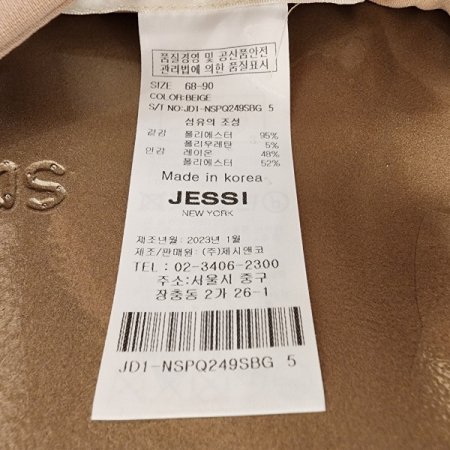 품질경영 및 공산품안전
관리법에 의한 품질표시
SIZE 68-90
COLOR:BEIGE
S/T NO:JD1-NSPQ249SBG 5
섬유의 조성
겉감 폴리에스터 95%
폴리우레탄 5%
안감 레이온 48%
폴리에스터 52%
Made in korea
JESSI
NEW YORK
제조년월 : 2023년 1월
제조/판매원 : (주)제시앤코
TEL : 02-3406-2300
주소:서울시 중구
장충동 2가 26-1
JD1-NSPQ249SBG 5